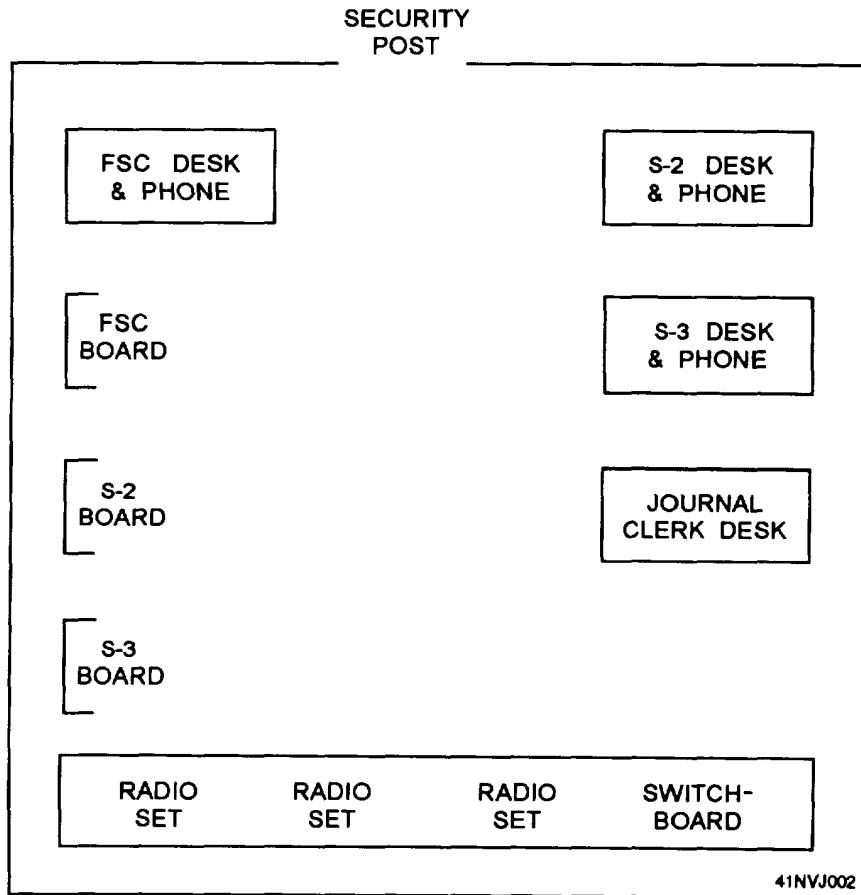 SECURITY
POST
FSC DESK
& PHONE
S-2 DESK
& PHONE
FSC
BOARD
S-3 DESK
& PHONE
S-2
BOARD
JOURNAL
CLERK DESK
S-3
BOARD
RADIO
SET
RADIO
SET
RADIO
SET
SWITCH-
BOARD
41NVJ002